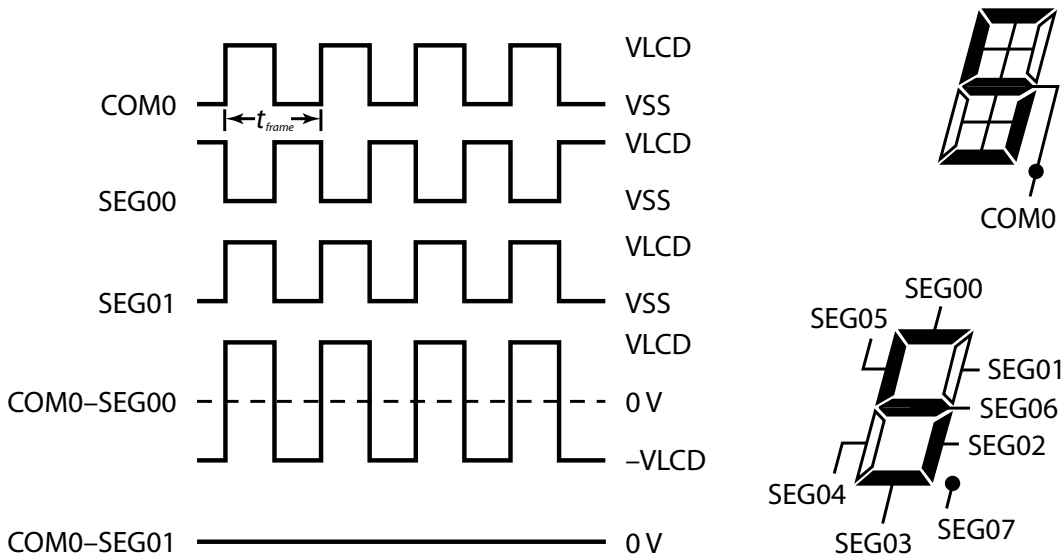 VLCD
COM0
VSS
t frame
VLCD
SEG00
VSS
VLCD
SEG01
VSS
VLCD
COM0–SEG00
0 V
–VLCD
COM0–SEG01
0 V
COM0
SEG00
SEG05
SEG01
SEG06
SEG02
SEG04
SEG07
SEG03